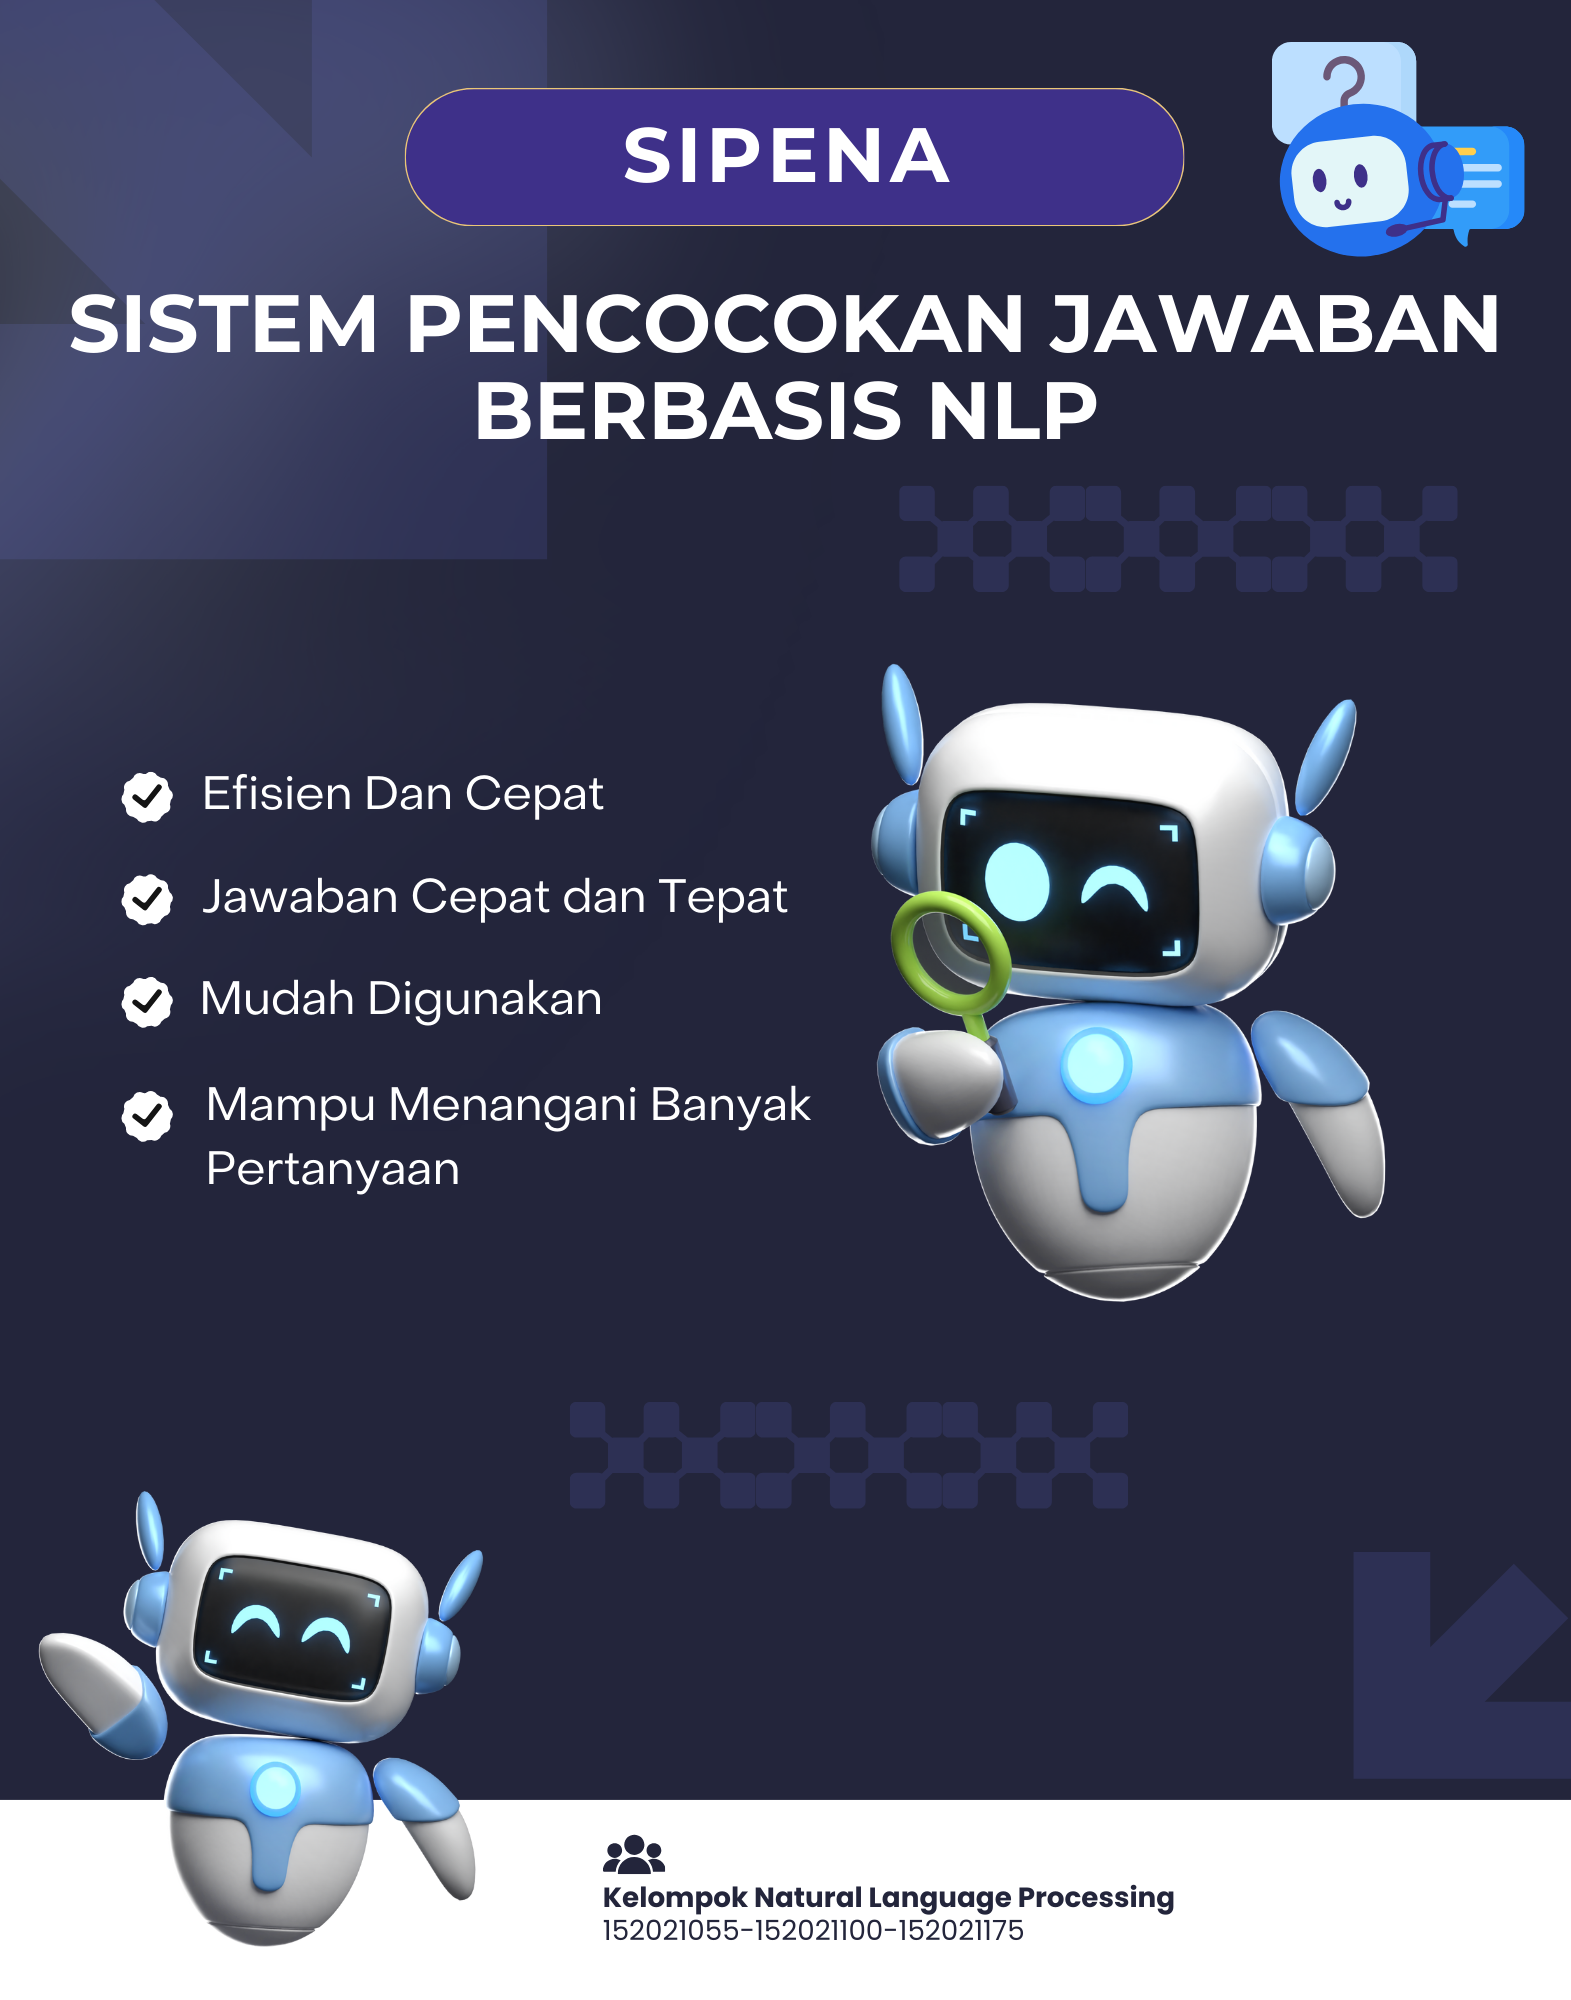 SIPENA
SISTEM PENCOCOKAN JAWABAN
BERBASIS NLP
Efisien Dan Cepat
Jawaban Cepat dan Tepat
Mudah Digunakan
Mampu Menangani Banyak
Pertanyaan
Kelompok Natural Language Processing
152021055-152021100-152021175